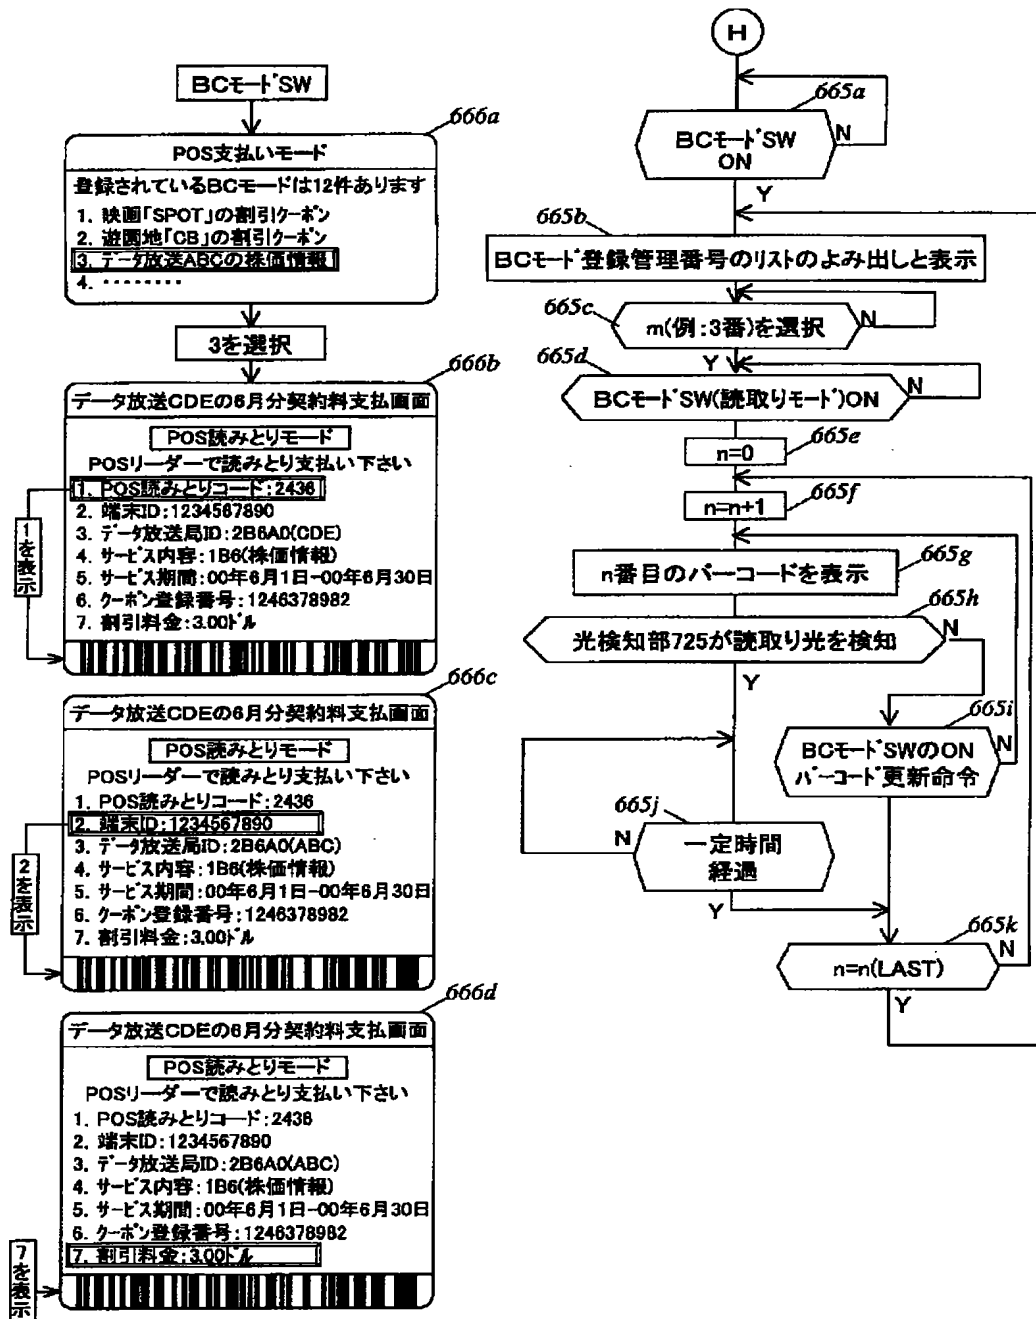 BCモードSW
666a
POS支払いモード
登録されているBCモードは12件あります
1. 映画「SPOT」の割引クーポン
2. 遊園地「CB」の割引クーポン
3. データ放送ABCの株価情報
4. ・・・・・・・・
3を選択
666b
データ放送CDEの6月分契約料支払画面
POS読みとりモード
POSリーダーで読みとり支払い下さい
1. POS読みとりコード:2436
2. 端末ID:1234567890
3. データ放送局ID:2B6A0(CDE)
4. サービス内容:1B6(株価情報)
5. サービス期間:00年6月1日-00年6月30日
6. クーポン登録番号:1246378982
7. 割引料金:3.00ドル
1を表示
666c
データ放送CDEの6月分契約料支払画面
POS読みとりモード
POSリーダーで読みとり支払い下さい
1. POS読みとりコード:2436
2. 端末ID:1234567890
3. データ放送局ID:2B6A0(ABC)
4. サービス内容:1B6(株価情報)
5. サービス期間:00年6月1日-00年6月30日
6. クーポン登録番号:1246378982
7. 割引料金:3.00ドル
2を表示
666d
データ放送CDEの6月分契約料支払画面
POS読みとりモード
POSリーダーで読みとり支払い下さい
1. POS読みとりコード:2436
2. 端末ID:1234567890
3. データ放送局ID:2B6A0(ABC)
4. サービス内容:1B6(株価情報)
5. サービス期間:00年6月1日-00年6月30日
6. クーポン登録番号:1246378982
7. 割引料金:3.00ドル
7を表示
H
665a
BCモードSW
ON
N
Y
665b
BCモード登録管理番号のリストのよみ出しと表示
665c
m(例:3番)を選択
N
Y
665d
BCモードSW(読取りモード)ON
N
665e
n=0
665f
n=n+1
665g
n番目のバーコードを表示
665h
光検知部725が読取り光を検知
N
Y
665i
BCモードSWのON
バーコード更新命令
N
665j
一定時間
経過
N
Y
665k
n=n(LAST)
N
Y